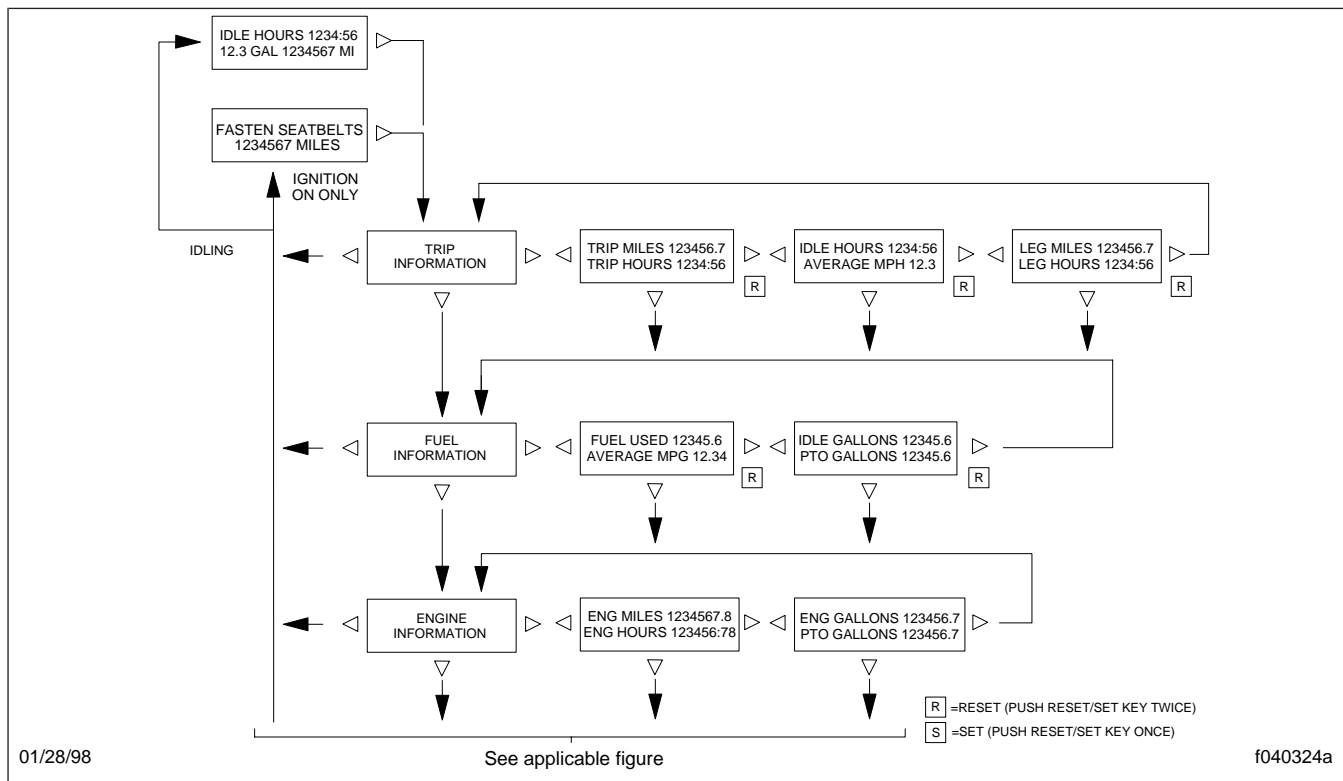 IDLE HOURS 1234:56
12.3 GAL 1234567 MI
FASTEN SEATBELTS
1234567 MILES
IGNITION
ON ONLY
IDLING
TRIP
INFORMATION
TRIP MILES 123456.7
TRIP HOURS 1234:56
R
IDLE HOURS 1234:56
AVERAGE MPH 12.3
R
LEG MILES 123456.7
LEG HOURS 1234:56
R
FUEL
INFORMATION
FUEL USED 12345.6
AVERAGE MPG 12.34
R
IDLE GALLONS 12345.6
PTO GALLONS 12345.6
R
ENGINE
INFORMATION
ENG MILES 1234567.8
ENG HOURS 123456:78
ENG GALLONS 123456.7
PTO GALLONS 123456.7
R =RESET (PUSH RESET/SET KEY TWICE)
S =SET (PUSH RESET/SET KEY ONCE)
01/28/98
See applicable figure
f040324a